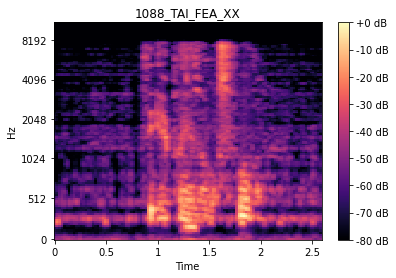 1088_TAI_FEA_XX
Hz
8192
4096
2048
1024
512
0
0
0.5
1
1.5
2
2.5
Time
+0 dB
-10 dB
-20 dB
-30 dB
-40 dB
-50 dB
-60 dB
-70 dB
-80 dB